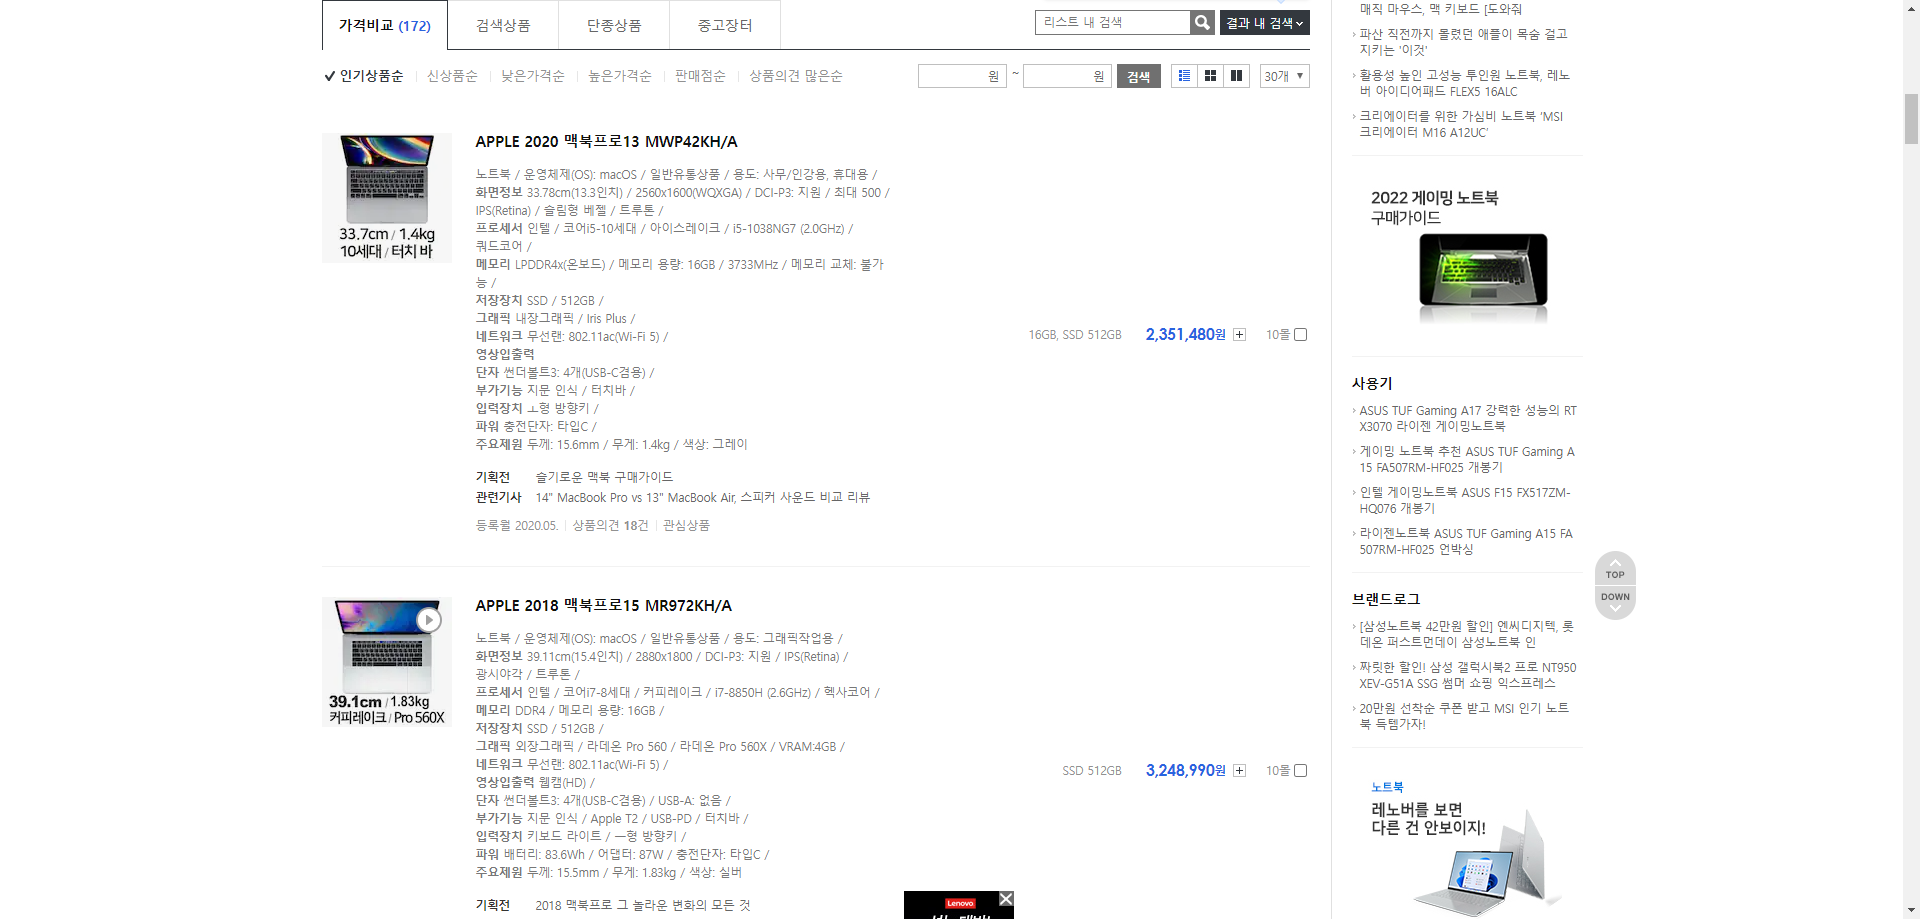 가격비교 (172)
검색상품
단종상품
중고장터
리스트 내 검색
결과 내 검색
인기상품순
신상품순
낮은가격순
높은가격순
판매점순
상품의견 많은순
원 ~ 원 검색
30개
APPLE 2020 맥북프로13 MWP42KH/A
노트북 / 운영체제(OS): macOS / 일반유통상품 / 용도: 사무/인강용, 휴대용 /
화면정보 33.78cm(13.3인치) / 2560x1600(WQXGA) / DCI-P3: 지원 / 최대 500 /
IPS(Retina) / 슬림형 베젤 / 트루톤 /
프로세서 인텔 / 코어i5-10세대 / 아이스레이크 / i5-1038NG7 (2.0GHz) /
쿼드코어 /
메모리 LPDDR4x(온보드) / 메모리 용량: 16GB / 3733MHz / 메모리 교체: 불가
능 /
저장장치 SSD / 512GB /
그래픽 내장그래픽 / Iris Plus /
네트워크 무선랜: 802.11ac(Wi-Fi 5) /
영상입출력
단자 썬더볼트3: 4개(USB-C겸용) /
부가기능 지문 인식 / 터치바 /
입력장치 ㅗ형 방향키 /
파워 충전단자: 타입C /
주요제원 두께: 15.6mm / 무게: 1.4kg / 색상: 그레이
33.7cm / 1.4kg
10세대 / 터치 바
16GB, SSD 512GB 2,351,480원 10몰
기획전 슬기로운 맥북 구매가이드
관련기사 14" MacBook Pro vs 13" MacBook Air, 스피커 사운드 비교 리뷰
등록월 2020.05. 상품의견 18건 관심상품
APPLE 2018 맥북프로15 MR972KH/A
노트북 / 운영체제(OS): macOS / 일반유통상품 / 용도: 그래픽작업용 /
화면정보 39.11cm(15.4인치) / 2880x1800 / DCI-P3: 지원 / IPS(Retina) /
광시야각 / 트루톤 /
프로세서 인텔 / 코어i7-8세대 / 커피레이크 / i7-8850H (2.6GHz) / 헥사코어 /
메모리 DDR4 / 메모리 용량: 16GB /
저장장치 SSD / 512GB /
그래픽 외장그래픽 / 라데온 Pro 560 / 라데온 Pro 560X / VRAM:4GB /
네트워크 무선랜: 802.11ac(Wi-Fi 5) /
영상입출력 웹캠(HD) /
단자 썬더볼트3: 4개(USB-C겸용) / USB-A: 없음 /
부가기능 지문 인식 / Apple T2 / USB-PD / 터치바 /
입력장치 키보드 라이트 / ㅡ형 방향키 /
파워 배터리: 83.6Wh / 어댑터: 87W / 충전단자: 타입C /
주요제원 두께: 15.5mm / 무게: 1.83kg / 색상: 실버
39.1cm / 1.83kg
커피레이크 / Pro 560X
SSD 512GB 3,248,990원 10몰
기획전 2018 맥북프로 그 놀라운 변화의 모든 것
Lenovo
매직 마우스, 맥 키보드 [도와줘
파산 직전까지 몰렸던 애플이 목숨 걸고
지키는 '이것'
활용성 높인 고성능 투인원 노트북, 레노
버 아이디어패드 FLEX5 16ALC
크리에이터를 위한 가심비 노트북 'MSI
크리에이터 M16 A12UC'
2022 게이밍 노트북
구매가이드
사용기
ASUS TUF Gaming A17 강력한 성능의 RT
X3070 라이젠 게이밍노트북
게이밍 노트북 추천 ASUS TUF Gaming A
15 FA507RM-HF025 개봉기
인텔 게이밍노트북 ASUS F15 FX517ZM-
HQ076 개봉기
라이젠노트북 ASUS TUF Gaming A15 FA
507RM-HF025 언박싱
브랜드로그
[삼성노트북 42만원 할인] 엔씨디지텍, 롯
데온 퍼스트먼데이 삼성노트북 인
짜릿한 할인! 삼성 갤럭시북2 프로 NT950
XEV-G51A SSG 썸머 쇼핑 익스프레스
20만원 선착순 쿠폰 받고 MSI 인기 노트
북 득템가자!
노트북
레노버를 보면
다른 건 안보이지!
TOP
DOWN